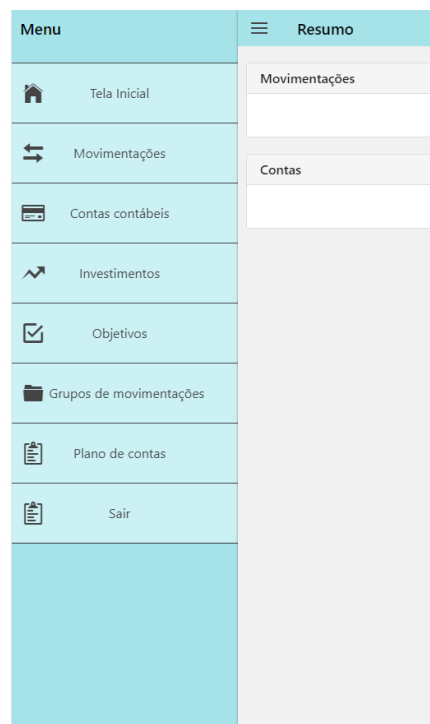 Menu
Tela Inicial
Movimentações
Contas contábeis
Investimentos
Objetivos
Grupos de movimentações
Plano de contas
Sair
Resumo
Movimentações
Contas